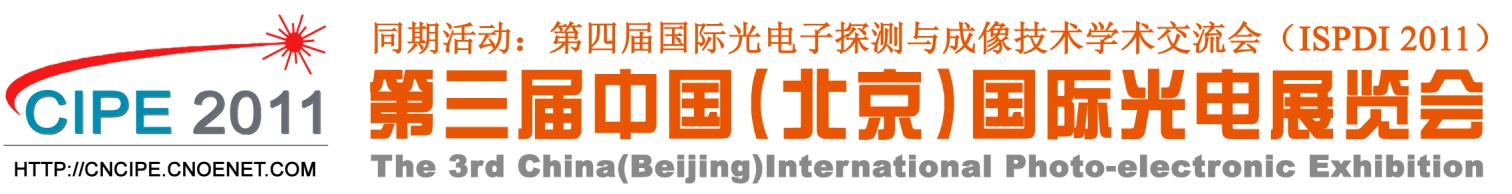 CIPE 2011
HTTP://CNCIPE.CNOENET.COM
同期活动：第四届国际光电子探测与成像技术学术交流会（ISPDI 2011）
第三届中国(北京)国际光电展览会
The 3rd China(Beijing)International Photo-electronic Exhibition